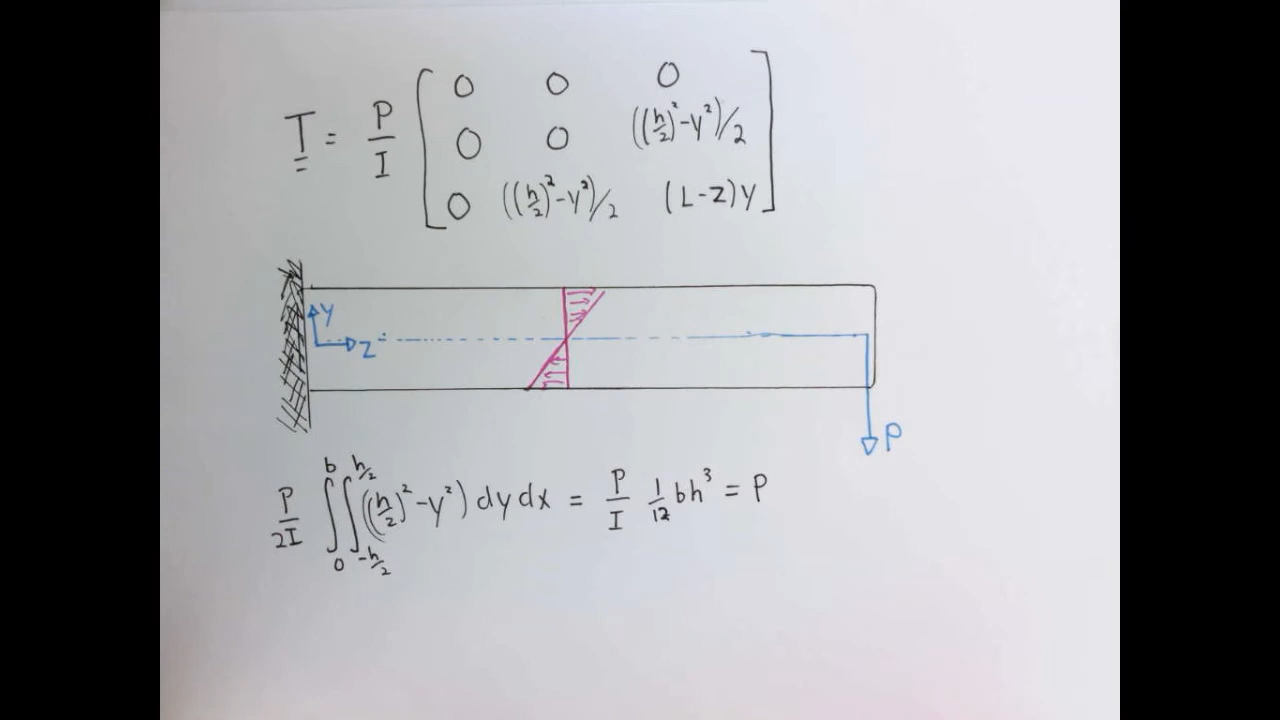 T = P/I [ 0 0 0
0 0 ((h/2)²-y²)/2
0 ((h/2)²-y²)/2 (L-z)y ]
y
z
P
P/2I ∫₀ᵇ ∫₋ₕ/₂^h/2 ((h/2)²-y²) dy dx = P/I 1/12 bh³ = P